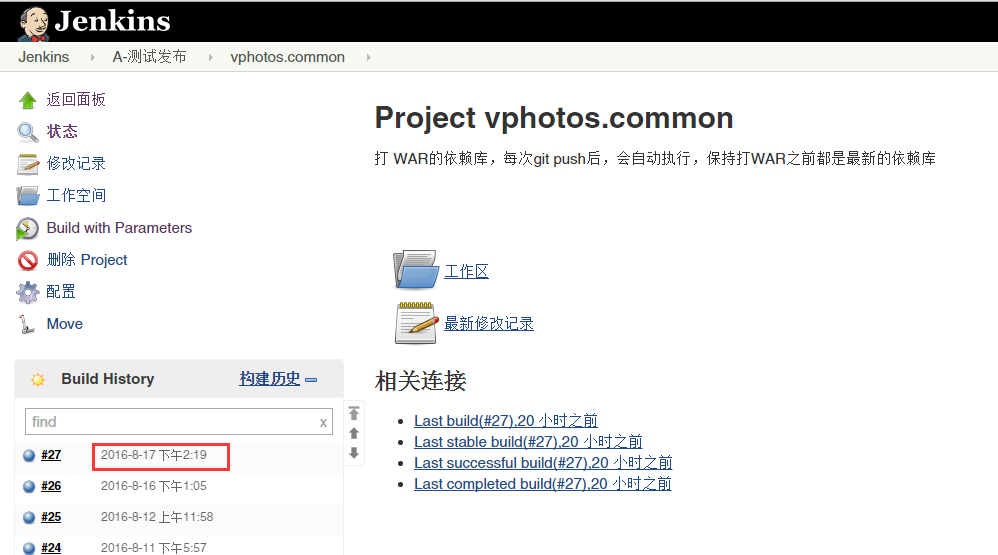 Jenkins
Jenkins A-测试发布 vphotos.common
返回面板
状态
修改记录
工作空间
Build with Parameters
删除 Project
配置
Move
Build History 构建历史
find x
#27 2016-8-17 下午2:19
#26 2016-8-16 下午1:05
#25 2016-8-12 上午11:58
#24 2016-8-11 下午5:57
Project vphotos.common
打 WAR的依赖库，每次git push后，会自动执行，保持打WAR之前都是最新的依赖库
工作区
最新修改记录
相关连接
Last build(#27),20 小时之前
Last stable build(#27),20 小时之前
Last successful build(#27),20 小时之前
Last completed build(#27),20 小时之前